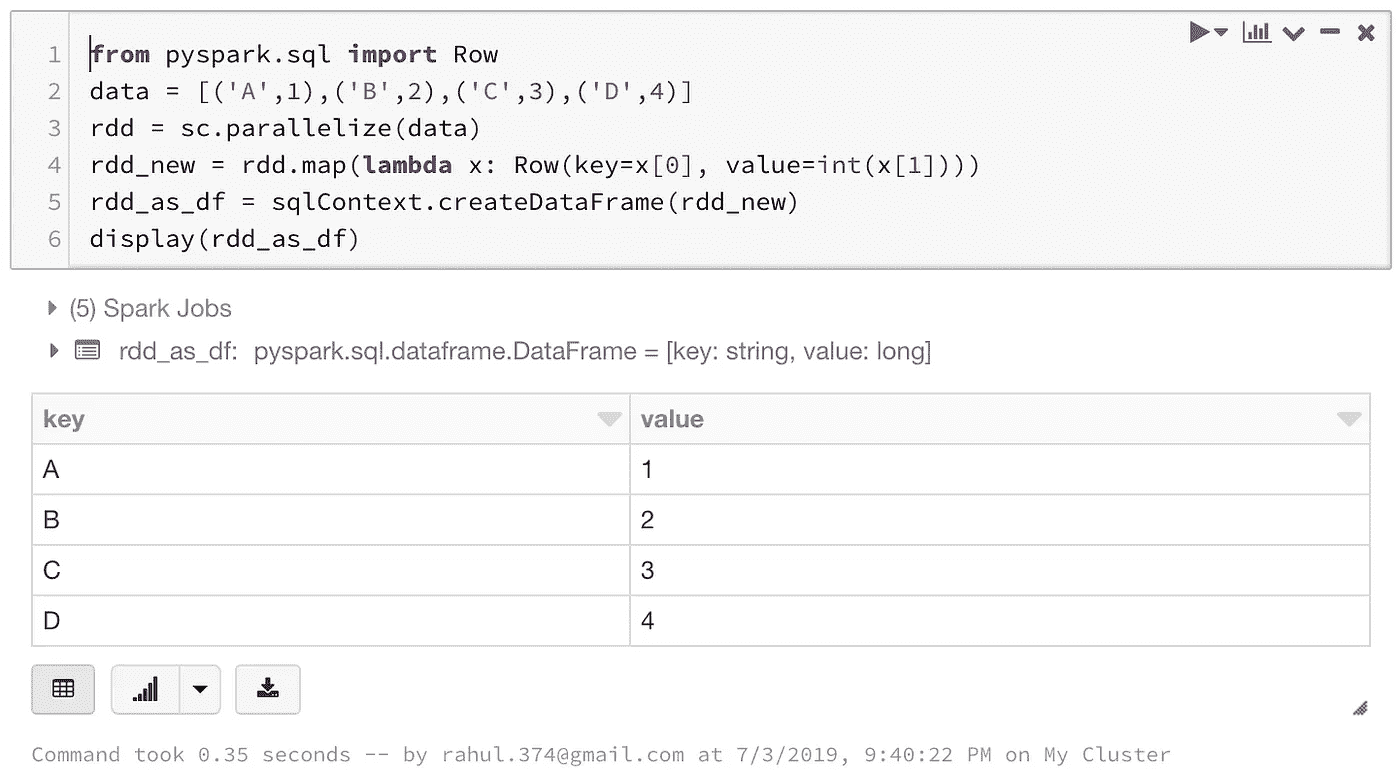 1 from pyspark.sql import Row
2 data = [('A',1),('B',2),('C',3),('D',4)]
3 rdd = sc.parallelize(data)
4 rdd_new = rdd.map(lambda x: Row(key=x[0], value=int(x[1])))
5 rdd_as_df = sqlContext.createDataFrame(rdd_new)
6 display(rdd_as_df)
(5) Spark Jobs
rdd_as_df: pyspark.sql.dataframe.DataFrame = [key: string, value: long]
key value
A 1
B 2
C 3
D 4
Command took 0.35 seconds -- by rahul.374@gmail.com at 7/3/2019, 9:40:22 PM on My Cluster